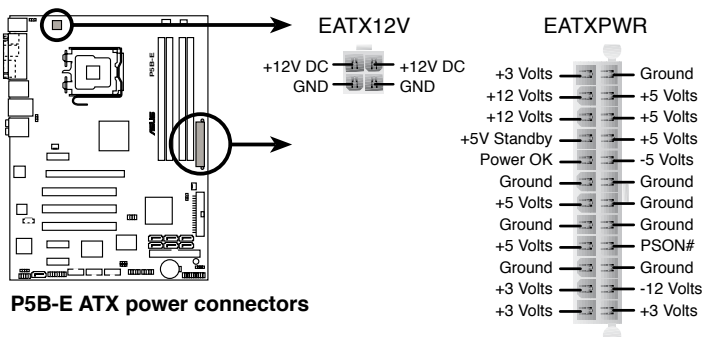 EATX12V
+12V DC +12V DC
GND GND
EATXPWR
+3 Volts Ground
+12 Volts +5 Volts
+12 Volts +5 Volts
+5V Standby +5 Volts
Power OK -5 Volts
Ground Ground
+5 Volts Ground
Ground Ground
+5 Volts PSON#
Ground Ground
+3 Volts -12 Volts
+3 Volts +3 Volts
P5B-E
ASUS
P5B-E ATX power connectors